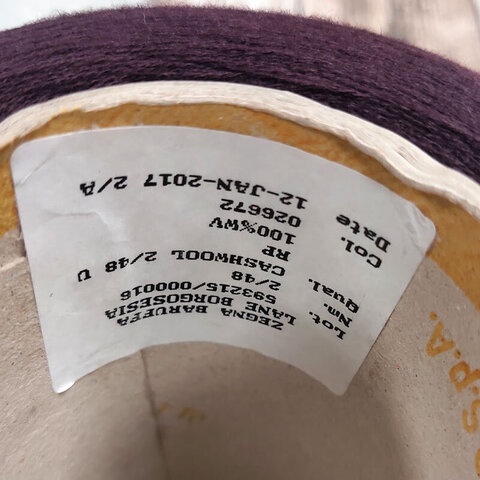 ZEGNA BARUFFA
LANE BORGOSESIA
Lot. 593215/000016
Nm. 2/48
Qual. CASHWOOL 2/48 U
RP
100%WV
Col. 026672
Date 12-JAN-2017 2/A
S.P.A.